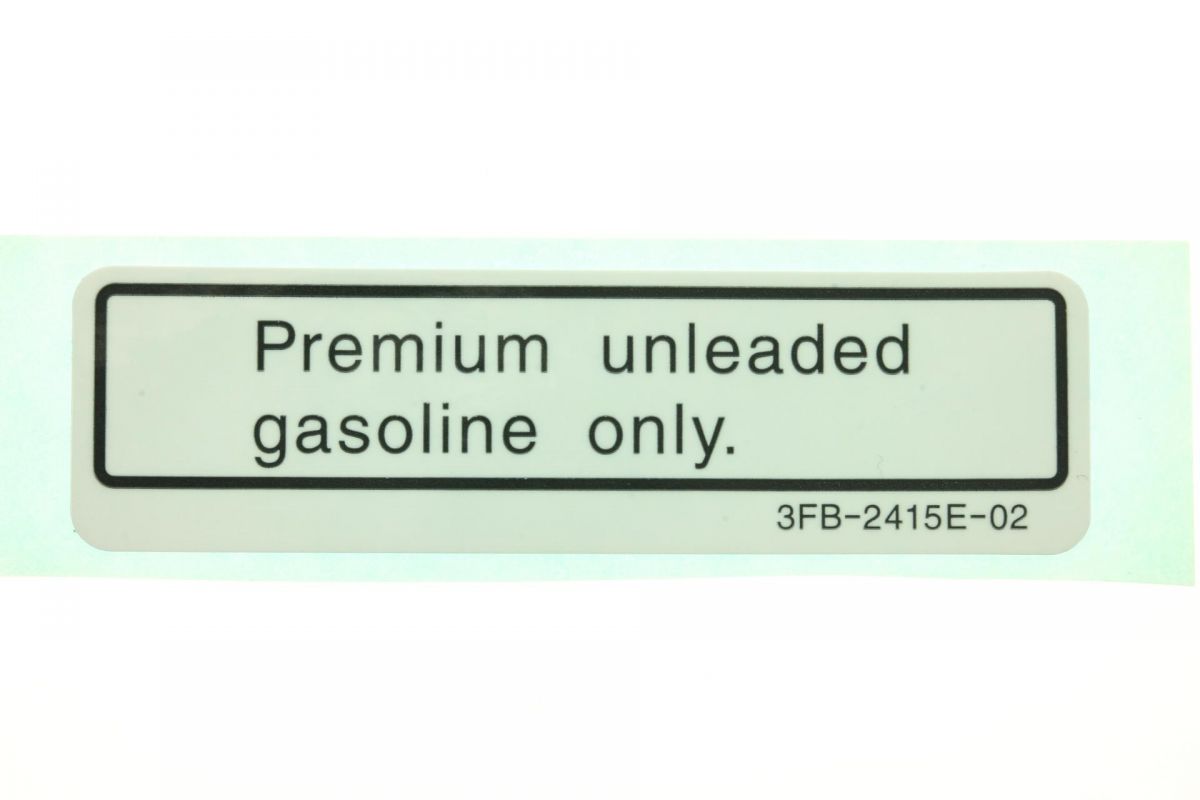 Premium unleaded
gasoline only.
3FB-2415E-02